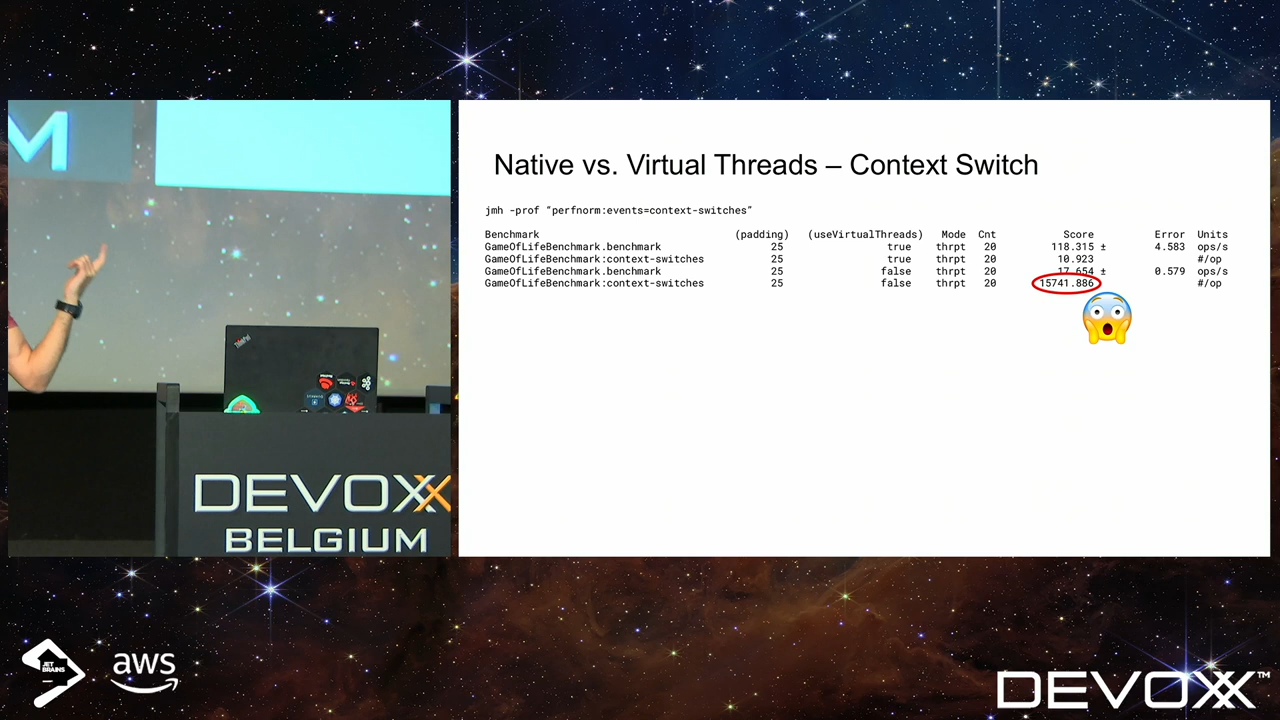 M
Native vs. Virtual Threads – Context Switch
jmh -prof “perfnorm:events=context-switches”
Benchmark (padding) (useVirtualThreads) Mode Cnt Score Error Units
GameOfLifeBenchmark.benchmark 25 true thrpt 20 118.315 ± 4.583 ops/s
GameOfLifeBenchmark:context-switches 25 true thrpt 20 10.923 #/op
GameOfLifeBenchmark.benchmark 25 false thrpt 20 17.654 ± 0.579 ops/s
GameOfLifeBenchmark:context-switches 25 false thrpt 20 15741.886 #/op
ThinkPad
DEVOXX
BELGIUM
JET
BRAINS
aws
DEVOXX™